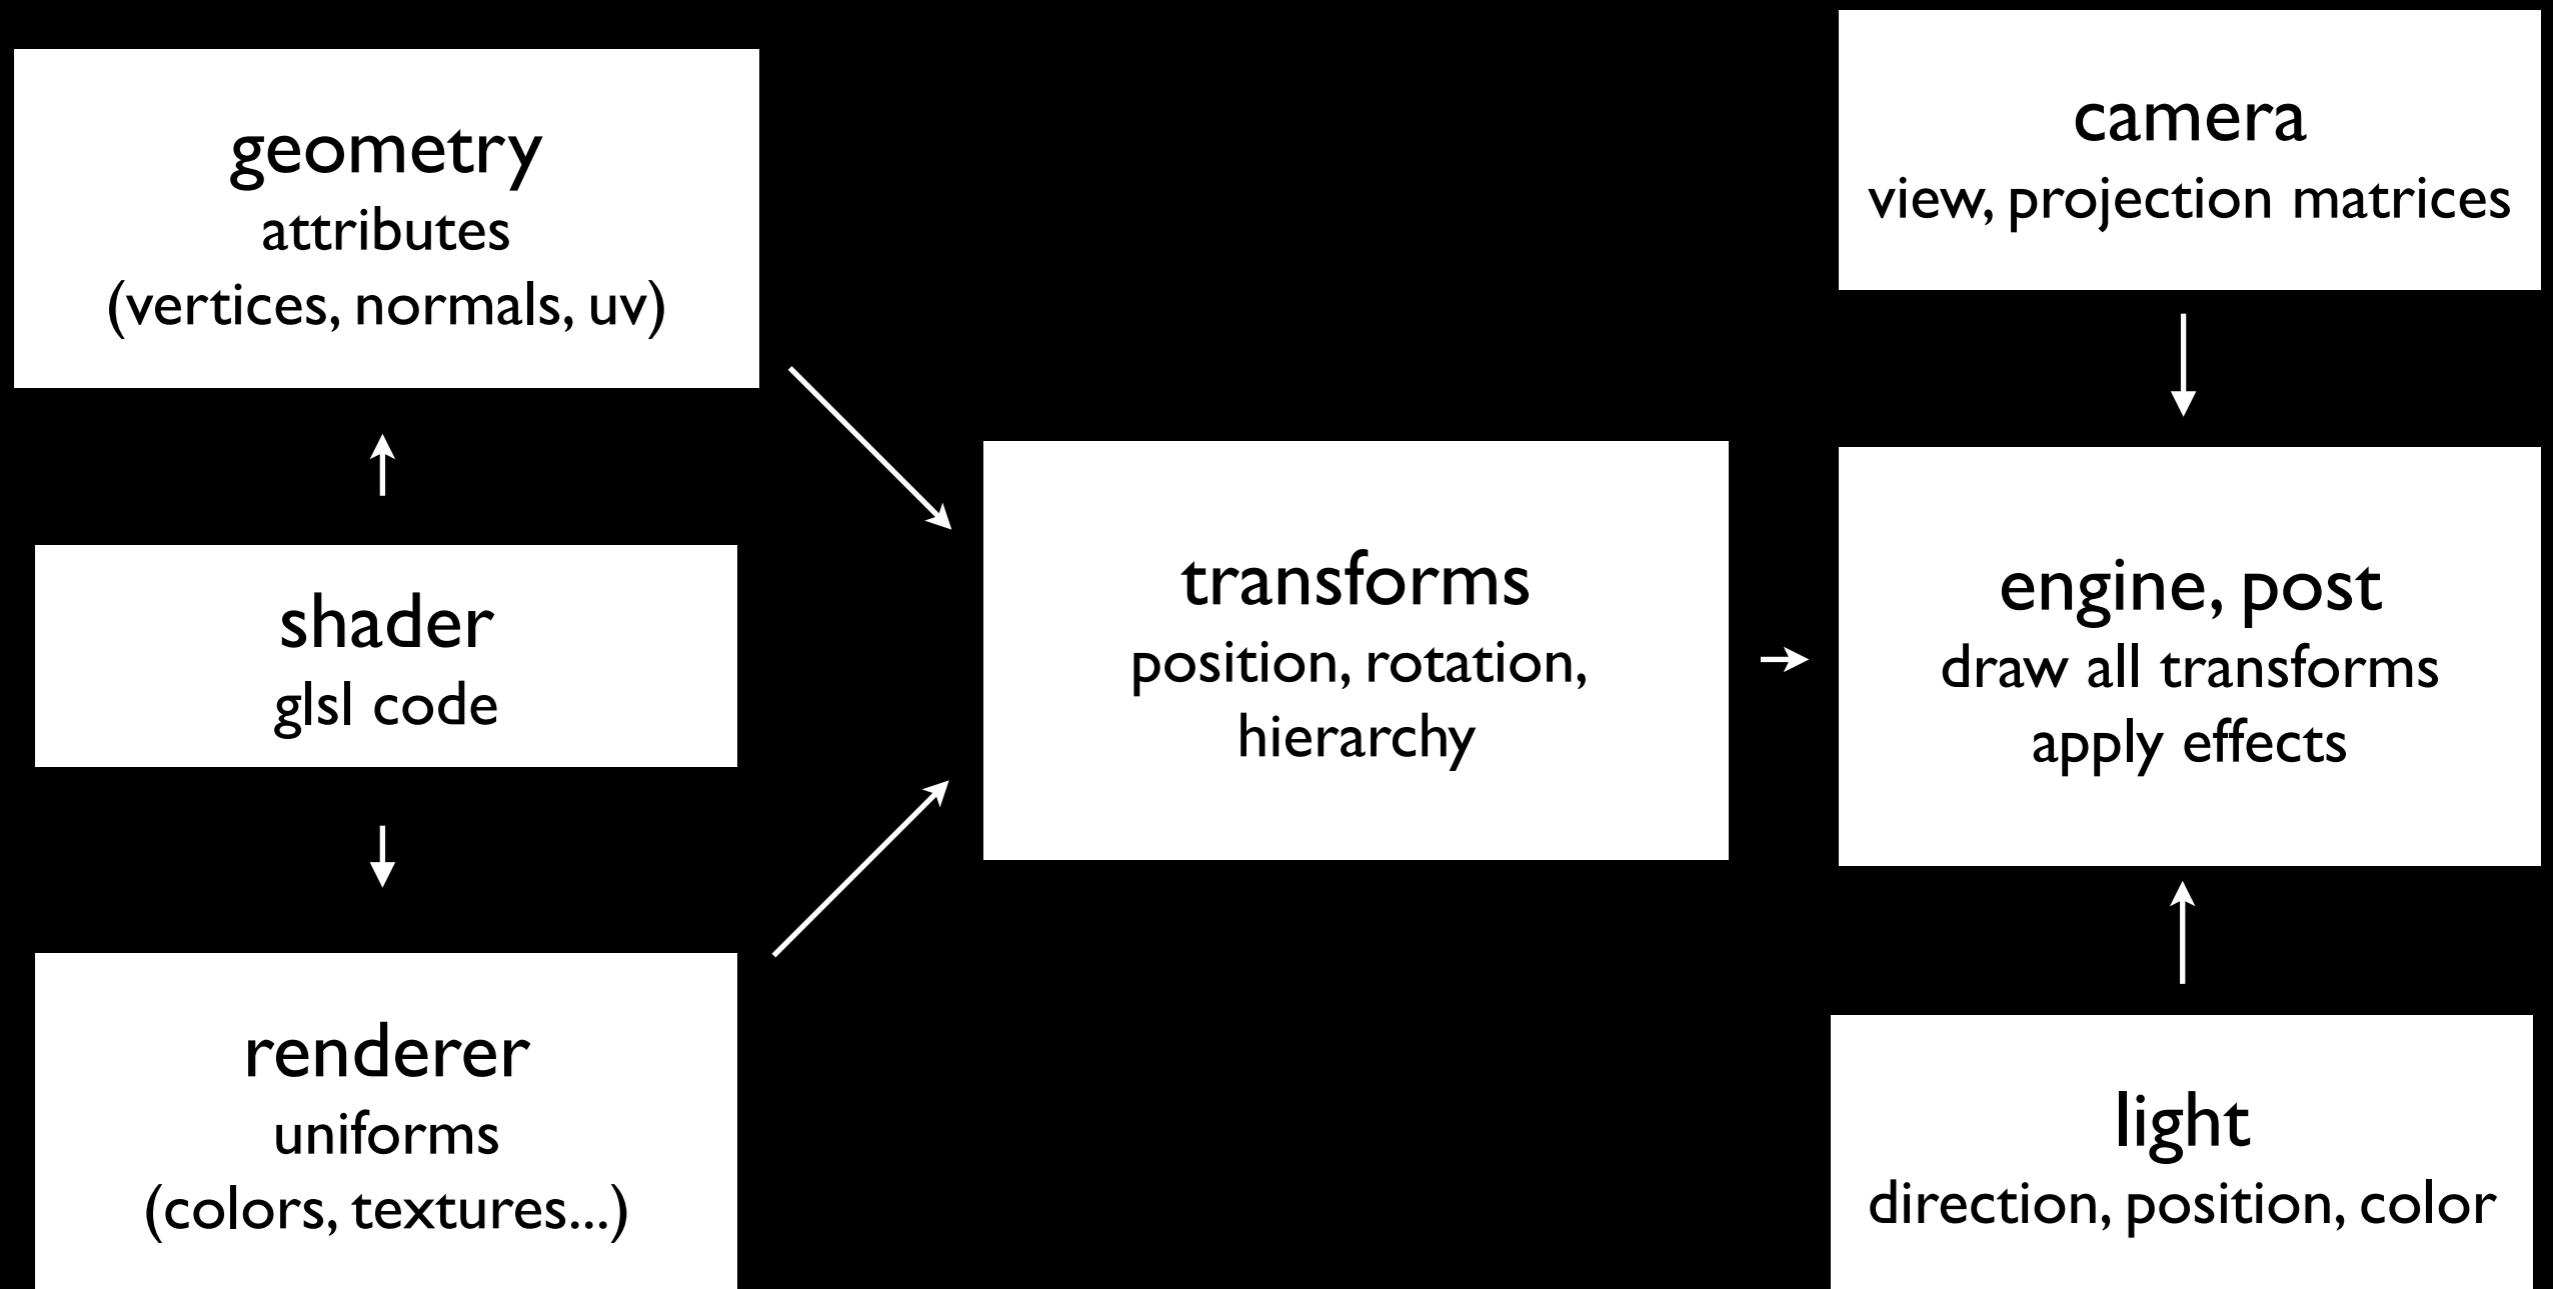 geometry
attributes
(vertices, normals, uv)
shader
glsl code
renderer
uniforms
(colors, textures...)
transforms
position, rotation,
hierarchy
camera
view, projection matrices
engine, post
draw all transforms
apply effects
light
direction, position, color